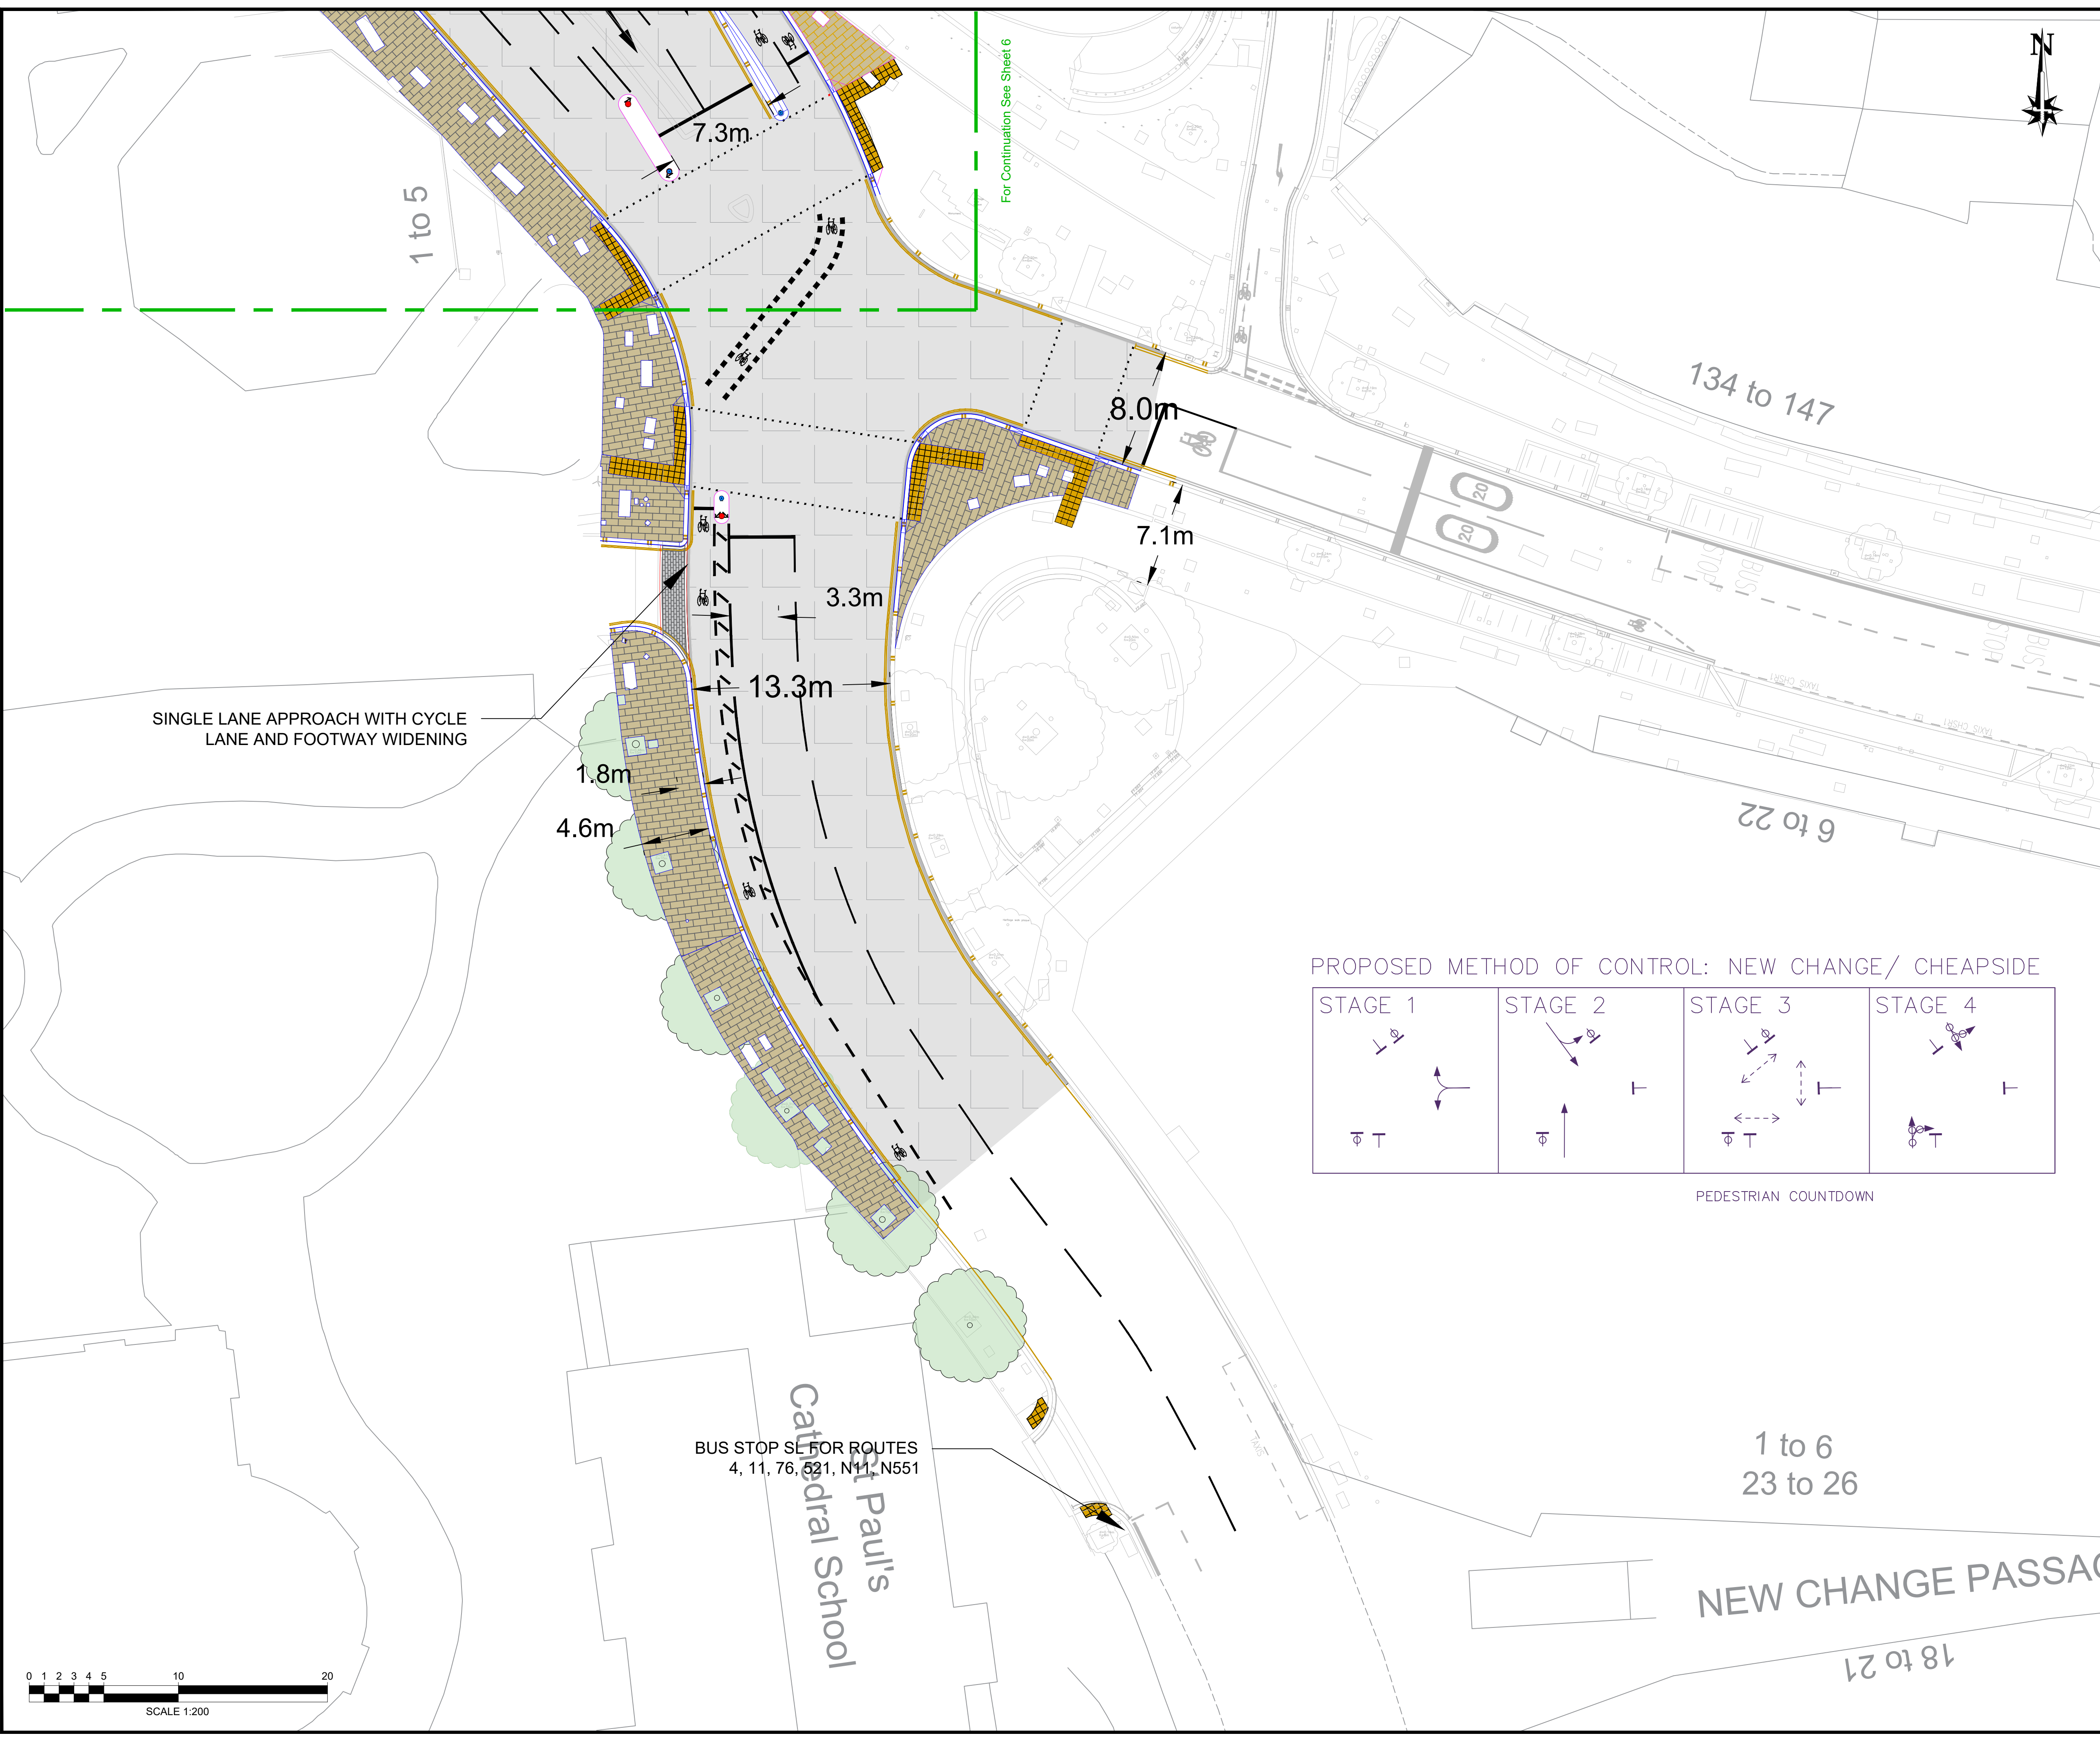 For Continuation See Sheet 6
N
7.3m
1 to 5
134 to 147
8.0m
20
20
7.1m
3.3m
13.3m
SINGLE LANE APPROACH WITH CYCLE
LANE AND FOOTWAY WIDENING
1.8m
4.6m
6 to 22
PROPOSED METHOD OF CONTROL: NEW CHANGE/ CHEAPSIDE
STAGE 1
STAGE 2
STAGE 3
STAGE 4
PEDESTRIAN COUNTDOWN
St Paul's
Cathedral School
BUS STOP SL FOR ROUTES
4, 11, 76, 521, N11, N551
TAXIS
1 to 6
23 to 26
NEW CHANGE PASSAG
18 to 21
0 1 2 3 4 5 10 20
SCALE 1:200